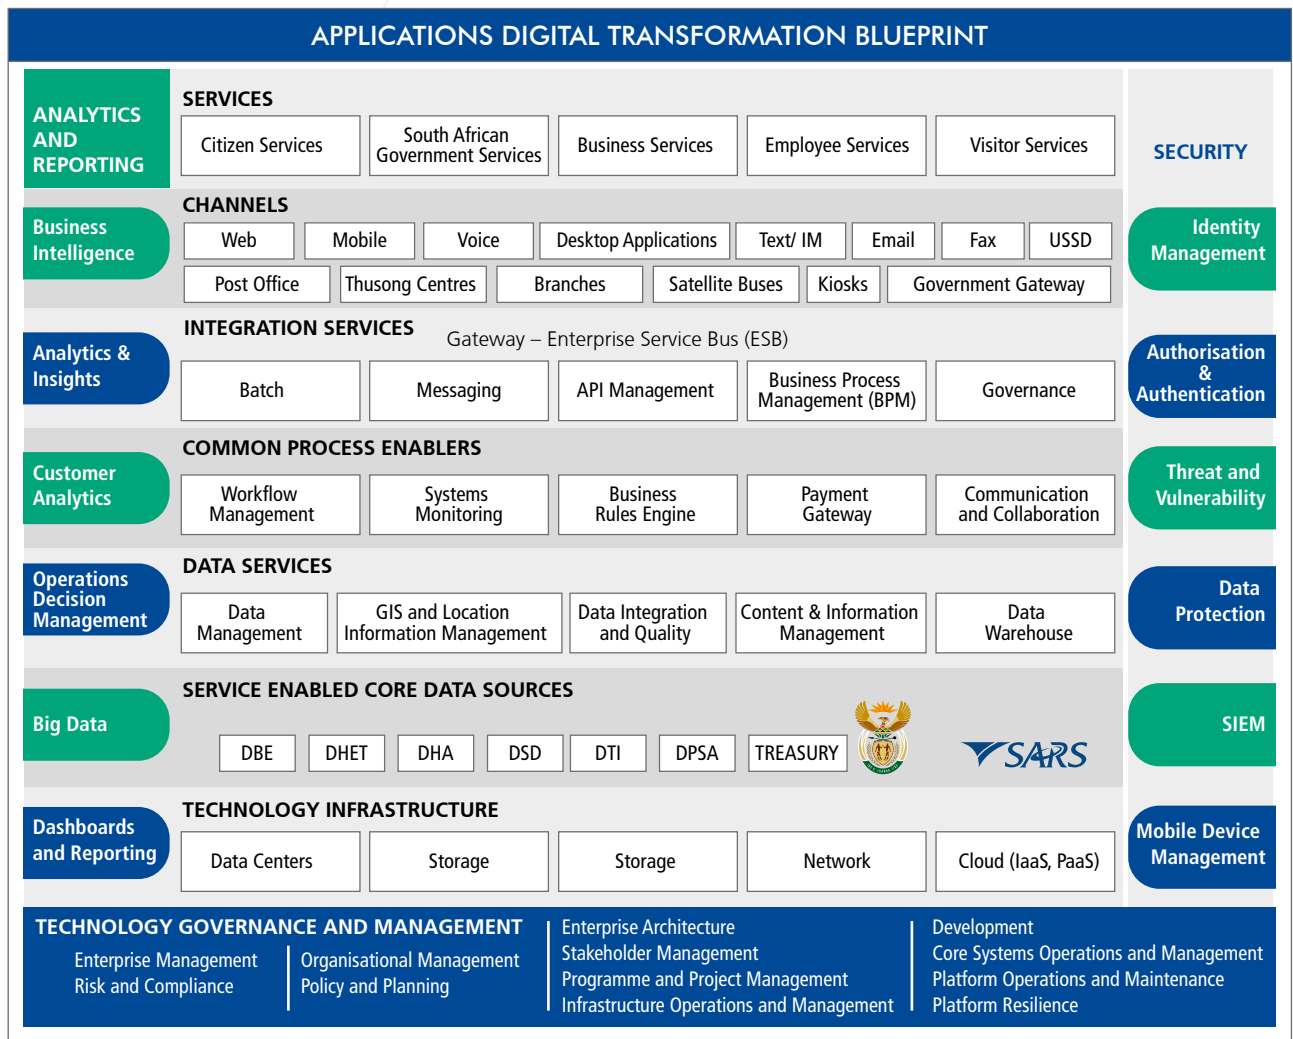 APPLICATIONS DIGITAL TRANSFORMATION BLUEPRINT
ANALYTICS
AND
REPORTING
Business
Intelligence
Analytics &
Insights
Customer
Analytics
Operations
Decision
Management
Big Data
Dashboards
and Reporting
SERVICES
Citizen Services
South African
Government Services
Business Services
Employee Services
Visitor Services
CHANNELS
Web
Mobile
Voice
Desktop Applications
Text/ IM
Email
Fax
USSD
Post Office
Thusong Centres
Branches
Satellite Buses
Kiosks
Government Gateway
INTEGRATION SERVICES
Gateway – Enterprise Service Bus (ESB)
Batch
Messaging
API Management
Business Process
Management (BPM)
Governance
COMMON PROCESS ENABLERS
Workflow
Management
Systems
Monitoring
Business
Rules Engine
Payment
Gateway
Communication
and Collaboration
DATA SERVICES
Data
Management
GIS and Location
Information Management
Data Integration
and Quality
Content & Information
Management
Data
Warehouse
SERVICE ENABLED CORE DATA SOURCES
DBE
DHET
DHA
DSD
DTI
DPSA
TREASURY
SARS
TECHNOLOGY INFRASTRUCTURE
Data Centers
Storage
Storage
Network
Cloud (IaaS, PaaS)
SECURITY
Identity
Management
Authorisation
&
Authentication
Threat and
Vulnerability
Data
Protection
SIEM
Mobile Device
Management
TECHNOLOGY GOVERNANCE AND MANAGEMENT
Enterprise Management
Risk and Compliance
Organisational Management
Policy and Planning
Enterprise Architecture
Stakeholder Management
Programme and Project Management
Infrastructure Operations and Management
Development
Core Systems Operations and Management
Platform Operations and Maintenance
Platform Resilience